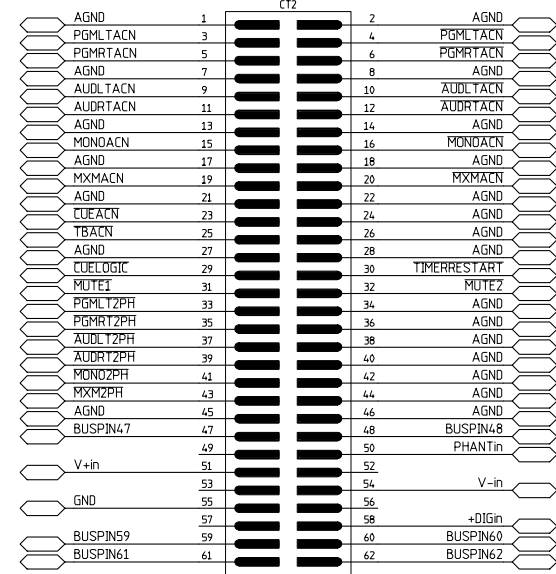 CT2
AGND 1 2 AGND
PGMLTACN 3 4 PGMLTACN
PGMRTACN 5 6 PGMRTACN
AGND 7 8 AGND
AUDLTACN 9 10 AUDLTACN
AUDRTACN 11 12 AUDRTACN
AGND 13 14 AGND
MONOACN 15 16 MONOACN
AGND 17 18 AGND
MXMACN 19 20 MXMACN
AGND 21 22 AGND
CUEACN 23 24 AGND
TBACN 25 26 AGND
AGND 27 28 AGND
CUELOGIC 29 30 TIMERRESTART
MUTE1 31 32 MUTE2
PGMLT2PH 33 34 AGND
PGMRT2PH 35 36 AGND
AUDLT2PH 37 38 AGND
AUDRT2PH 39 40 AGND
MONO2PH 41 42 AGND
MXM2PH 43 44 AGND
AGND 45 46 AGND
BUSPIN47 47 48 BUSPIN48
49 50 PHANTin
V+in 51 52
53 54 V-in
GND 55 56
57 58 +DIGin
BUSPIN59 59 60 BUSPIN60
BUSPIN61 61 62 BUSPIN62